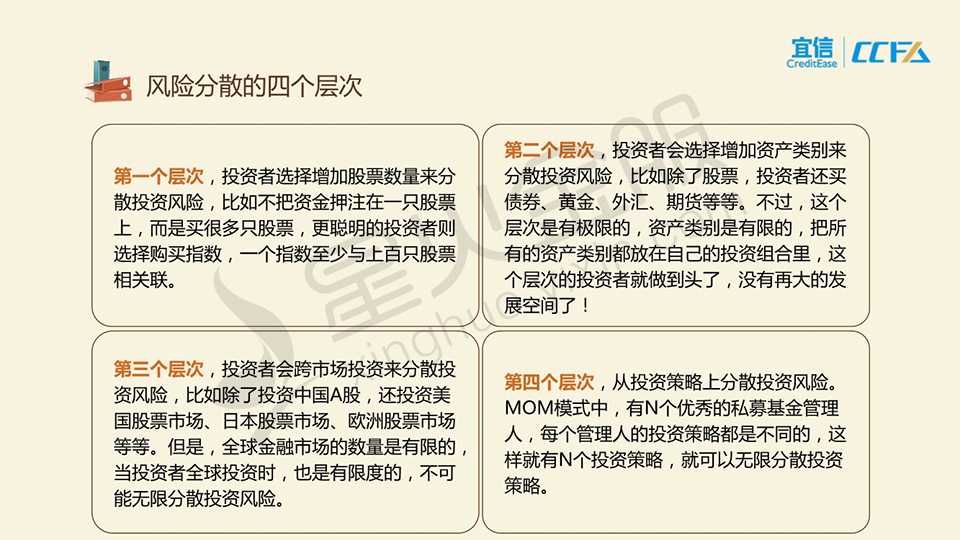 宜信
CreditEase
CCFA
风险分散的四个层次
第一个层次，投资者选择增加股票数量来分
散投资风险，比如不把资金押注在一只股票
上，而是买很多只股票，更聪明的投资者则
选择购买指数，一个指数至少与上百只股票
相关联。
第二个层次，投资者会选择增加资产类别来
分散投资风险，比如除了股票，投资者还买
债券、黄金、外汇、期货等等。不过，这个
层次是有极限的，资产类别是有限的，把所
有的资产类别都放在自己的投资组合里，这
个层次的投资者就做到头了，没有再大的发
展空间了！
第三个层次，投资者会跨市场投资来分散投
资风险，比如除了投资中国A股，还投资美
国股票市场、日本股票市场、欧洲股票市场
等等。但是，全球金融市场的数量是有限的，
当投资者全球投资时，也是有限度的，不可
能无限分散投资风险。
第四个层次，从投资策略上分散投资风险。
MOM模式中，有N个优秀的私募基金管理
人，每个管理人的投资策略都是不同的，这
样就有N个投资策略，就可以无限分散投资
策略。
星火金服